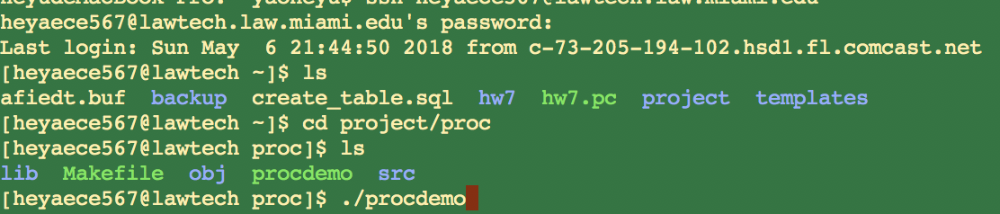 heyaece567@lawtech.law.miami.edu's password:
Last login: Sun May  6 21:44:50 2018 from c-73-205-194-102.hsd1.fl.comcast.net
[heyaece567@lawtech ~]$ ls
afiedt.buf  backup  create_table.sql  hw7  hw7.pc  project  templates
[heyaece567@lawtech ~]$ cd project/proc
[heyaece567@lawtech proc]$ ls
lib  Makefile  obj  procdemo  src
[heyaece567@lawtech proc]$ ./procdemo